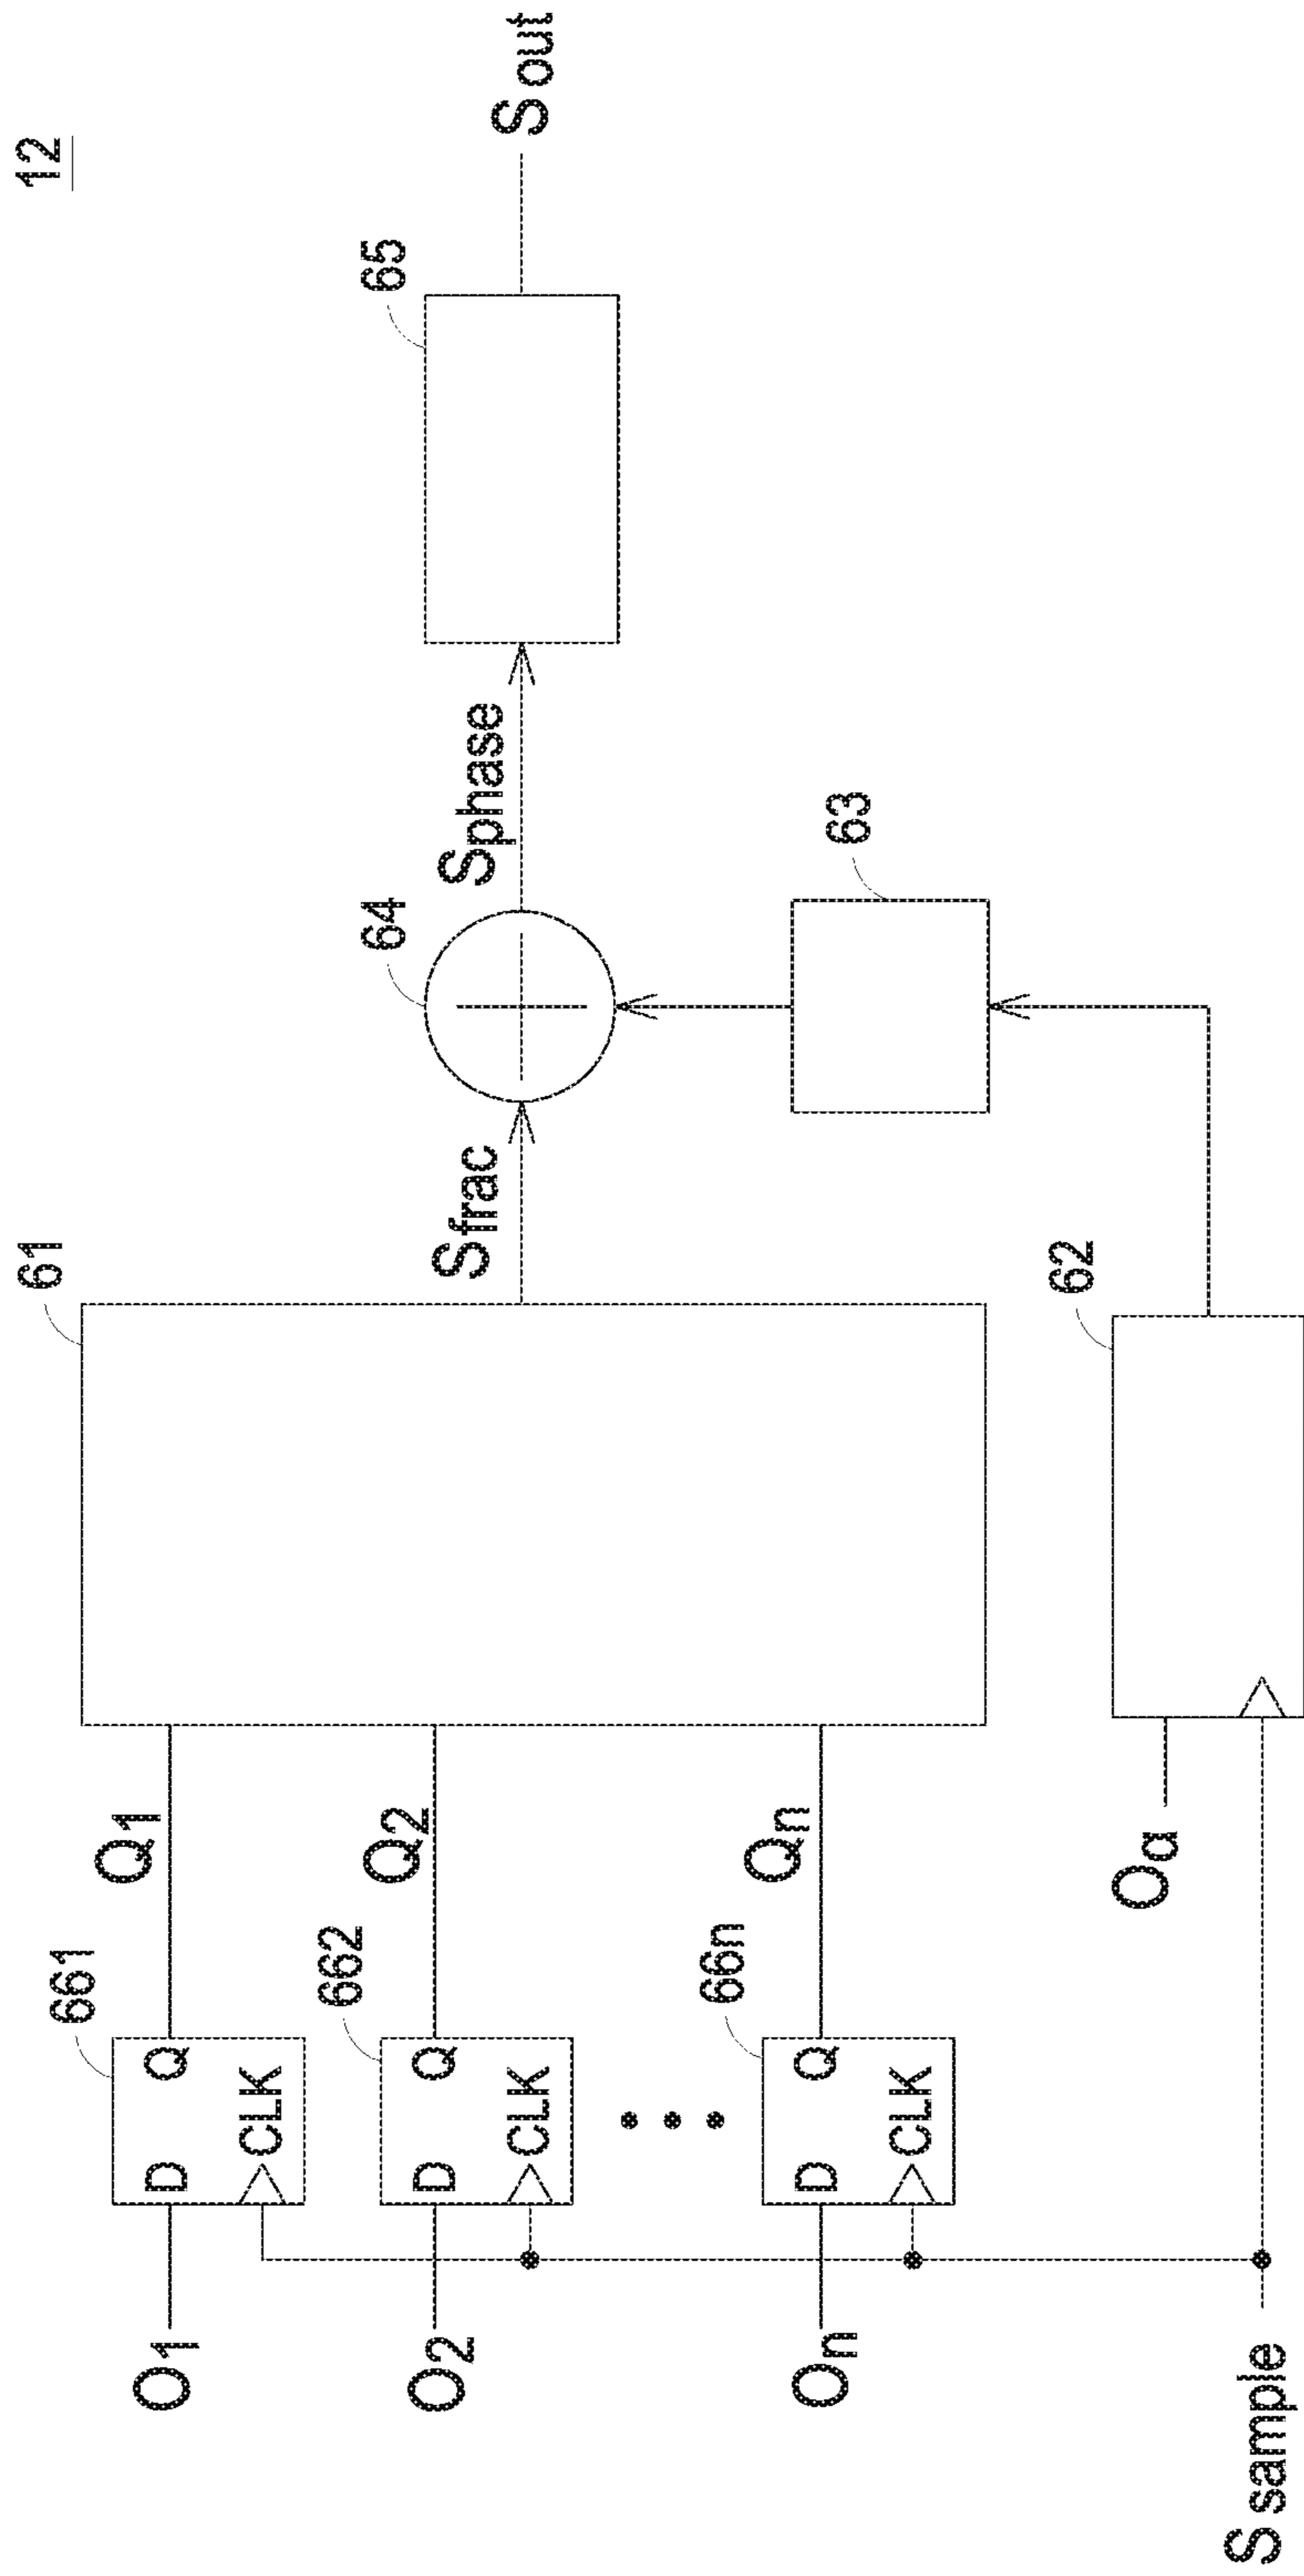 12
61
65
64
63
62
661
662
66n
O1
D Q
CLK
Q1
O2
D Q
CLK
Q2
On
D Q
CLK
Qn
Sfrac
Sphase
S out
Oa
S sample